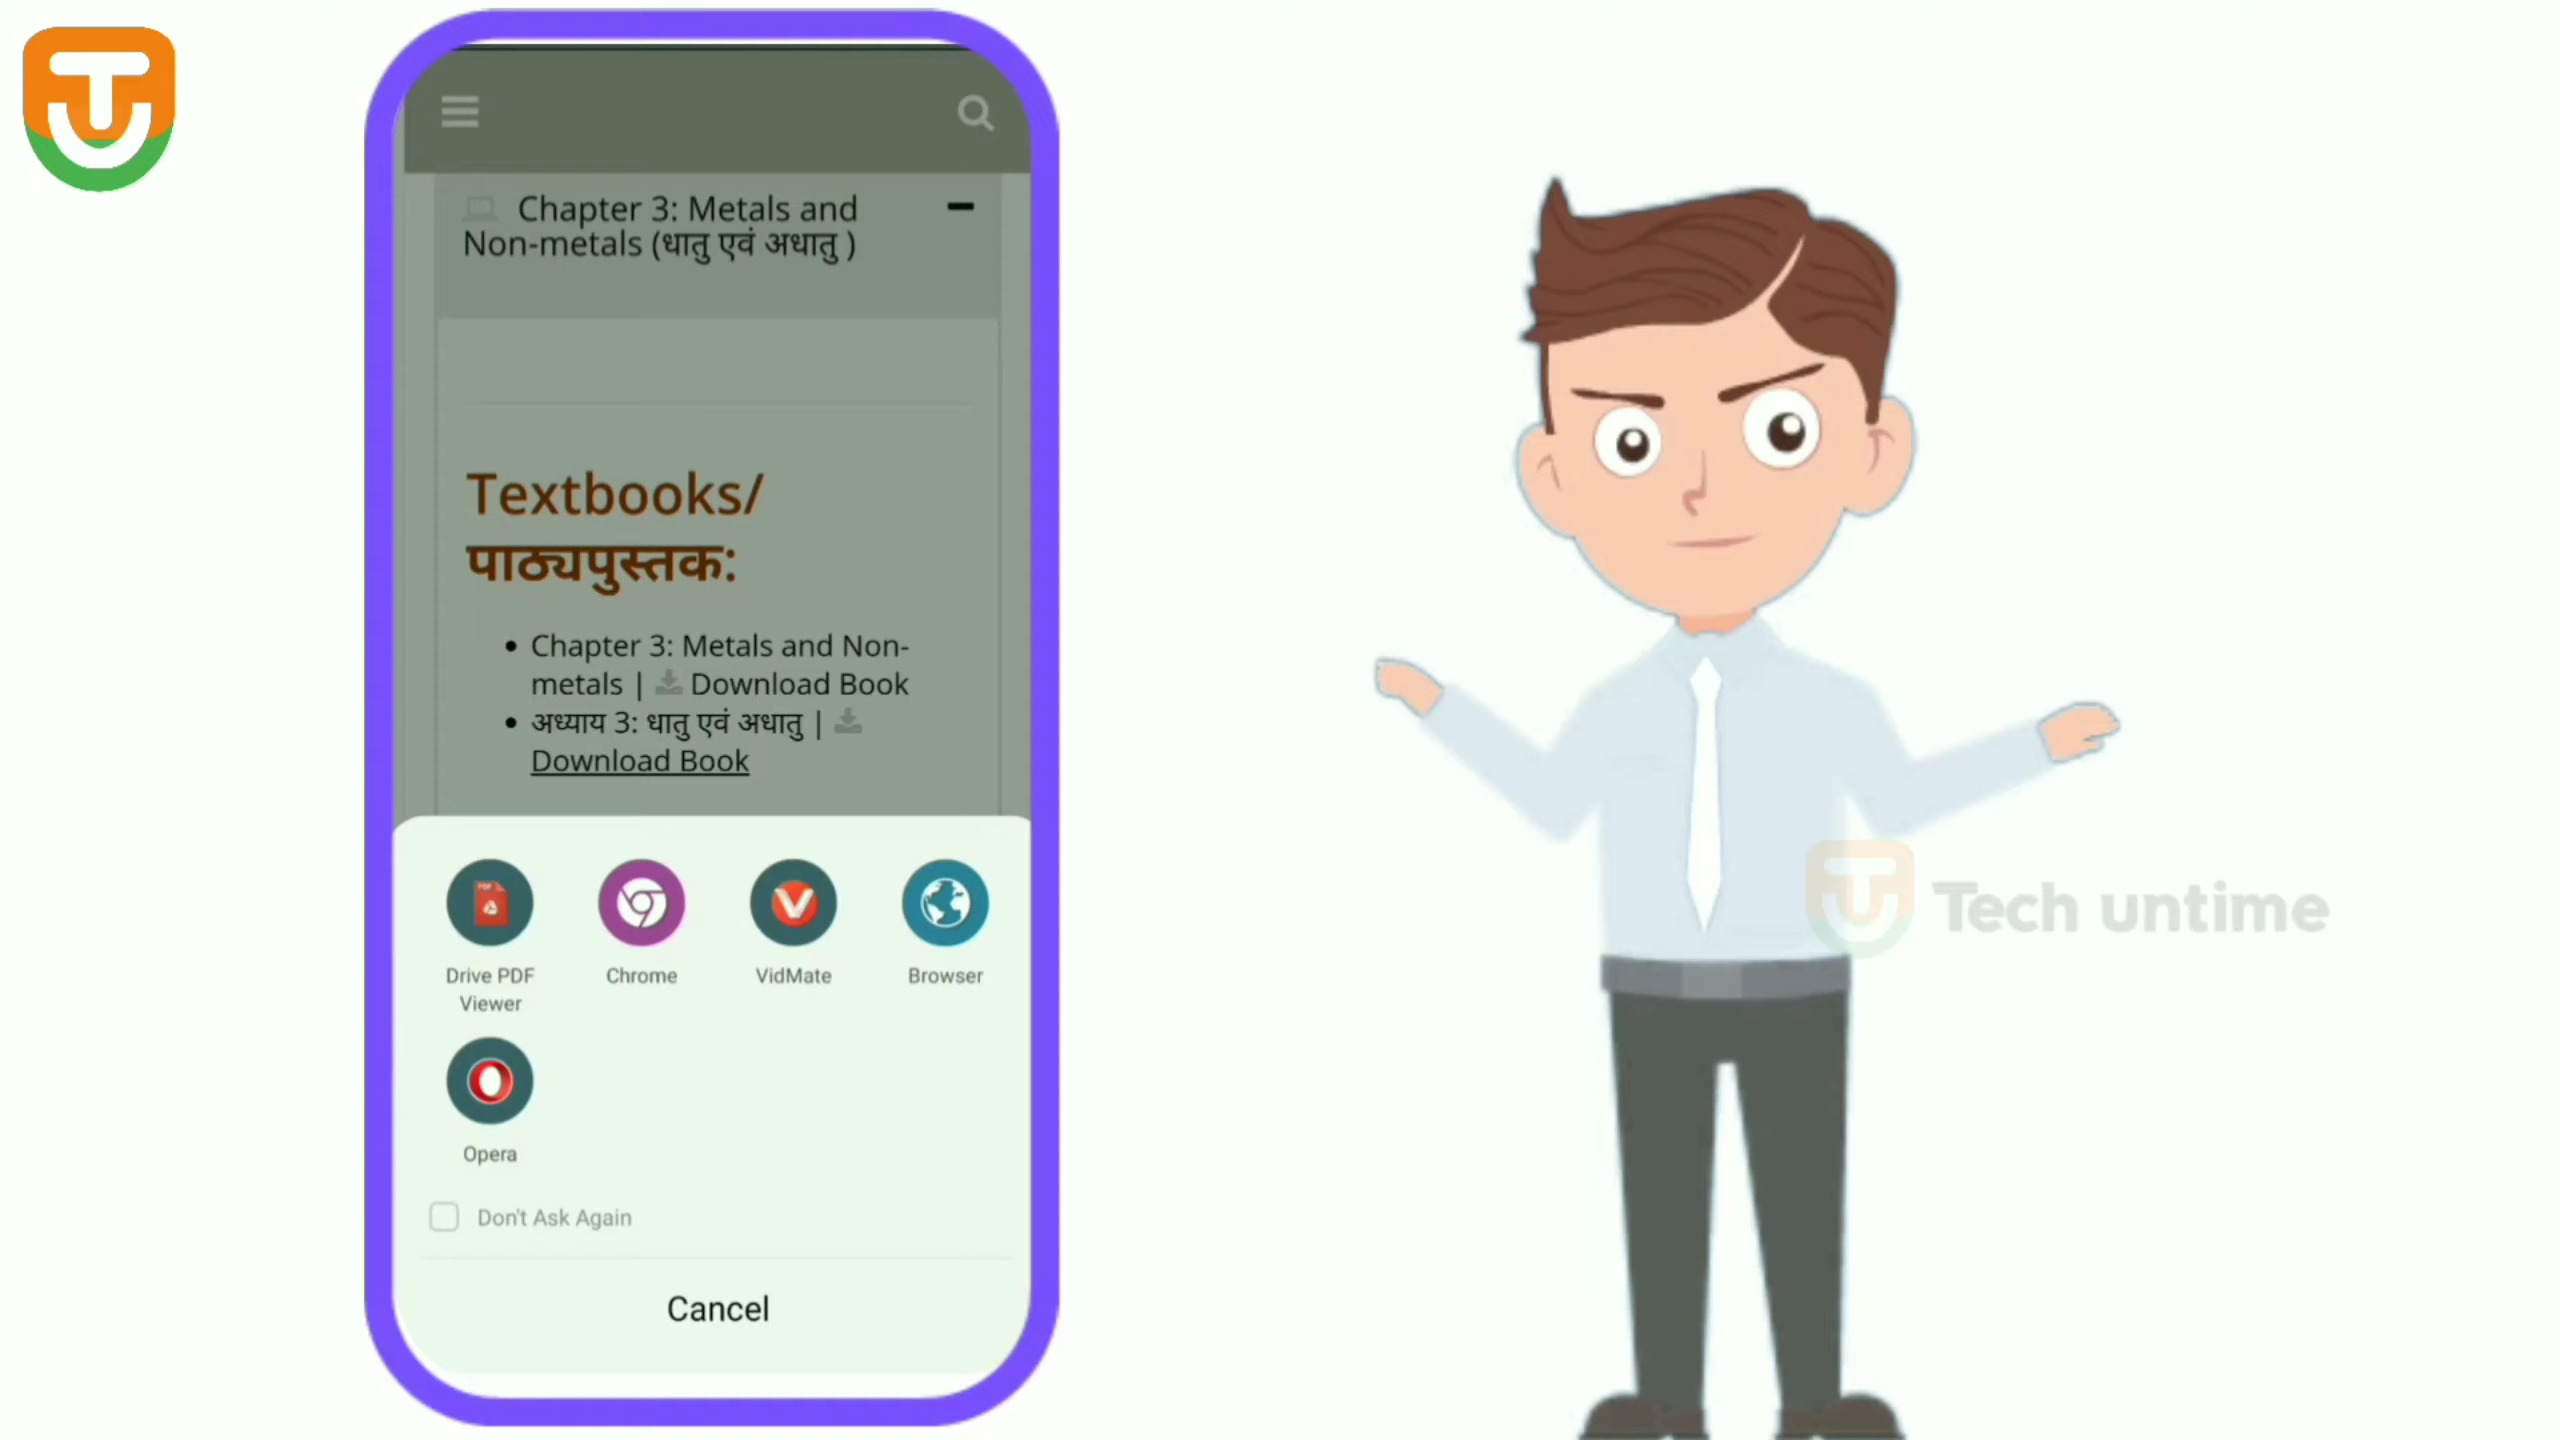 Chapter 3: Metals and
Non-metals (धातु एवं अधातु )
Textbooks/
पाठ्यपुस्तक:
• Chapter 3: Metals and Non-
metals | Download Book
• अध्याय 3: धातु एवं अधातु |
Download Book
Drive PDF
Viewer
Chrome
VidMate
Browser
Opera
Don't Ask Again
Cancel
Tech untime